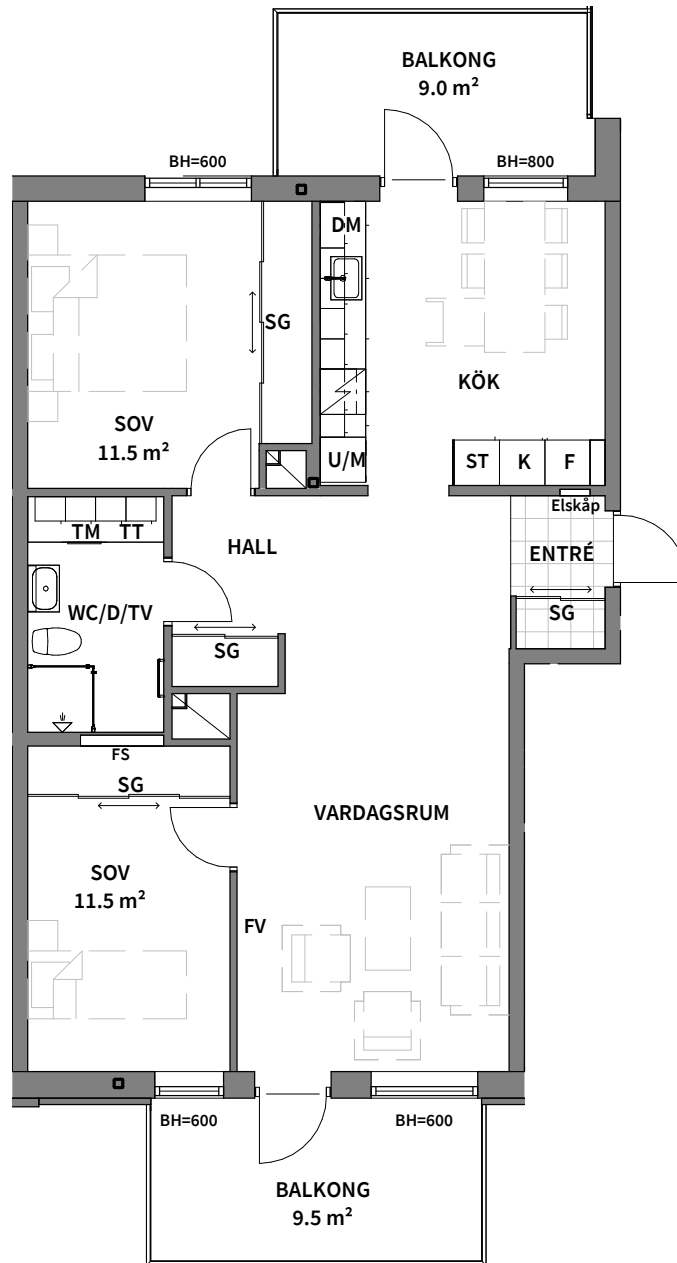 BALKONG
9.0 m²
BH=600
BH=800
DM
SG
KÖK
SOV
11.5 m²
U/M
ST K F
Elskåp
TM TT
HALL
ENTRÉ
WC/D/TV
SG
SG
FS
SG
VARDAGSRUM
SOV
11.5 m²
FV
BH=600
BH=600
BALKONG
9.5 m²